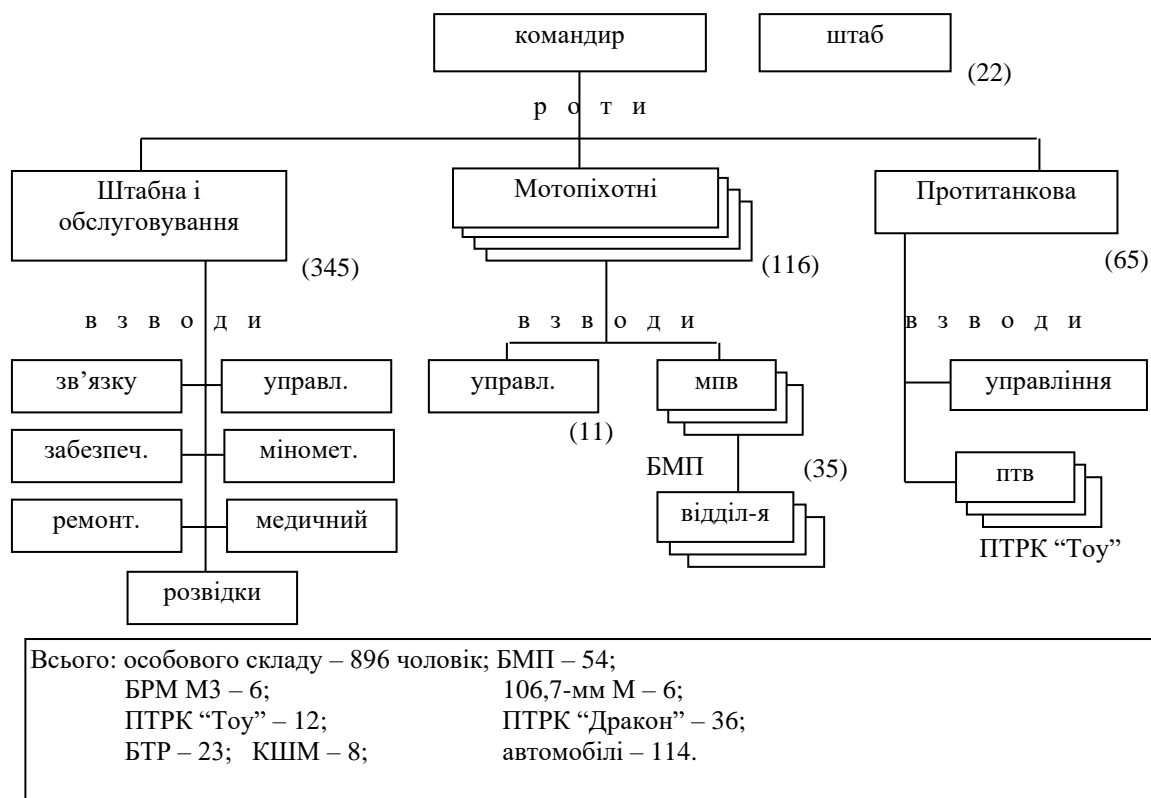 командир
штаб
(22)
р о т и
Штабна і
обслуговування
(345)
Мотопіхотні
(116)
Протитанкова
(65)
в з в о д и
в з в о д и
в з в о д и
зв’язку
управл.
забезпеч.
міномет.
ремонт.
медичний
розвідки
управл.
(11)
мпв
(35)
БМП
відділ-я
управління
птв
ПТРК “Тоу”
Всього: особового складу – 896 чоловік; БМП – 54;
БРМ М3 – 6; 106,7-мм М – 6;
ПТРК “Тоу” – 12; ПТРК “Дракон” – 36;
БТР – 23; КШМ – 8; автомобілі – 114.